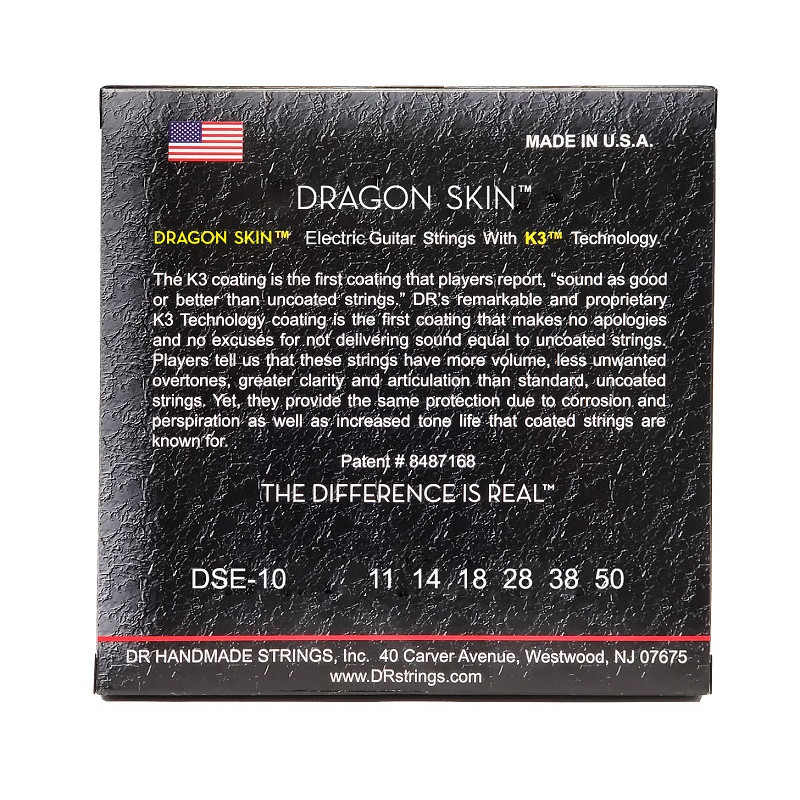 MADE IN U.S.A.
DRAGON SKIN™
DRAGON SKIN™ Electric Guitar Strings With K3™ Technology.
The K3 coating is the first coating that players report, “sound as good
or better than uncoated strings.” DR's remarkable and proprietary
K3 Technology coating is the first coating that makes no apologies
and no excuses for not delivering sound equal to uncoated strings.
Players tell us that these strings have more volume, less unwanted
overtones, greater clarity and articulation than standard, uncoated
strings. Yet, they provide the same protection due to corrosion and
perspiration as well as increased tone life that coated strings are
known for.
Patent # 8487168
THE DIFFERENCE IS REAL™
DSE-10 11 14 18 28 38 50
DR HANDMADE STRINGS, Inc. 40 Carver Avenue, Westwood, NJ 07675
www.DRstrings.com